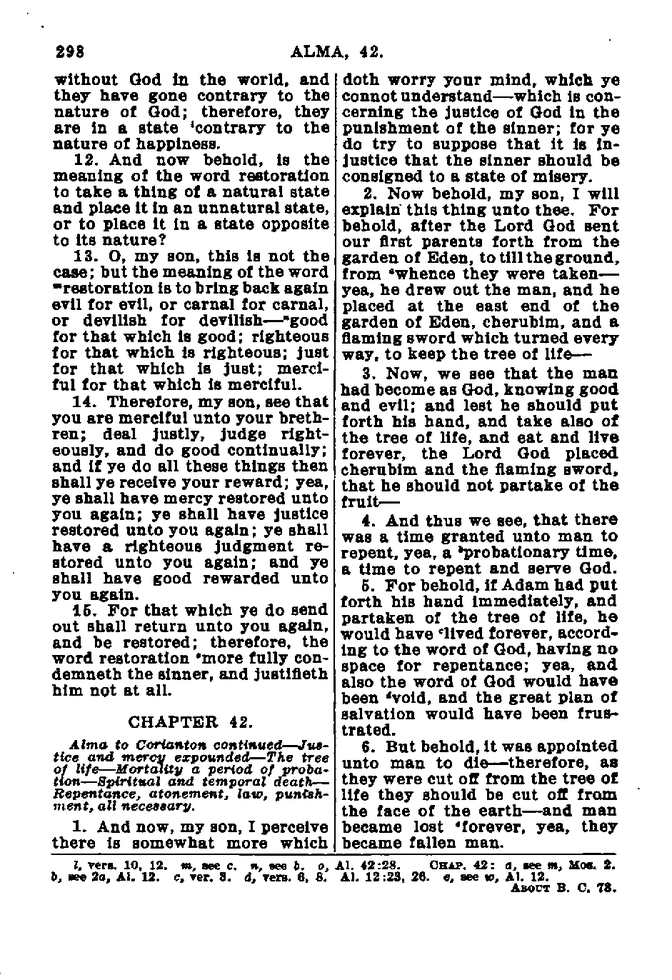 298
ALMA, 42.
without God in the world, and
they have gone contrary to the
nature of God; therefore, they
are in a state ˡcontrary to the
nature of happiness.
12. And now behold, is the
meaning of the word restoration
to take a thing of a natural state
and place it in an unnatural state,
or to place it in a state opposite
to its nature?
13. O, my son, this is not the
case; but the meaning of the word
ᵐrestoration is to bring back again
evil for evil, or carnal for carnal,
or devilish for devilish—ⁿgood
for that which is good; righteous
for that which is righteous; just
for that which is just; merci-
ful for that which is merciful.
14. Therefore, my son, see that
you are merciful unto your breth-
ren; deal justly, judge right-
eously, and do good continually;
and if ye do all these things then
shall ye receive your reward; yea,
ye shall have mercy restored unto
you again; ye shall have justice
restored unto you again; ye shall
have a righteous judgment re-
stored unto you again; and ye
shall have good rewarded unto
you again.
15. For that which ye do send
out shall return unto you again,
and be restored; therefore, the
word restoration ᵒmore fully con-
demneth the sinner, and justifieth
him not at all.
CHAPTER 42.
Alma to Corianton continued—Jus-
tice and mercy expounded—The tree
of life—Mortality a period of proba-
tion—Spiritual and temporal death—
Repentance, atonement, law, punish-
ment, all necessary.
1. And now, my son, I perceive
there is somewhat more which
doth worry your mind, which ye
connot understand—which is con-
cerning the justice of God in the
punishment of the sinner; for ye
do try to suppose that it is in-
justice that the sinner should be
consigned to a state of misery.
2. Now behold, my son, I will
explain this thing unto thee. For
behold, after the Lord God sent
our first parents forth from the
garden of Eden, to till the ground,
from ᵃwhence they were taken—
yea, he drew out the man, and he
placed at the east end of the
garden of Eden, cherubim, and a
flaming sword which turned every
way, to keep the tree of life—
3. Now, we see that the man
had become as God, knowing good
and evil; and lest he should put
forth his hand, and take also of
the tree of life, and eat and live
forever, the Lord God placed
cherubim and the flaming sword,
that he should not partake of the
fruit—
4. And thus we see, that there
was a time granted unto man to
repent, yea, a ᵇprobationary time,
a time to repent and serve God.
5. For behold, if Adam had put
forth his hand immediately, and
partaken of the tree of life, he
would have ᶜlived forever, accord-
ing to the word of God, having no
space for repentance; yea, and
also the word of God would have
been ᵈvoid, and the great plan of
salvation would have been frus-
trated.
6. But behold, it was appointed
unto man to die—therefore, as
they were cut off from the tree of
life they should be cut off from
the face of the earth—and man
became lost ᵉforever, yea, they
became fallen man.
l, vers. 10, 12. m, see c. n, see b. o, Al. 42:28. CHAP. 42: a, see m, Mos. 2.
b, see 2a, Al. 12. c, ver. 3. d, vers. 6, 8. Al. 12:23, 26. e, see w, Al. 12.
ABOUT B. C. 73.